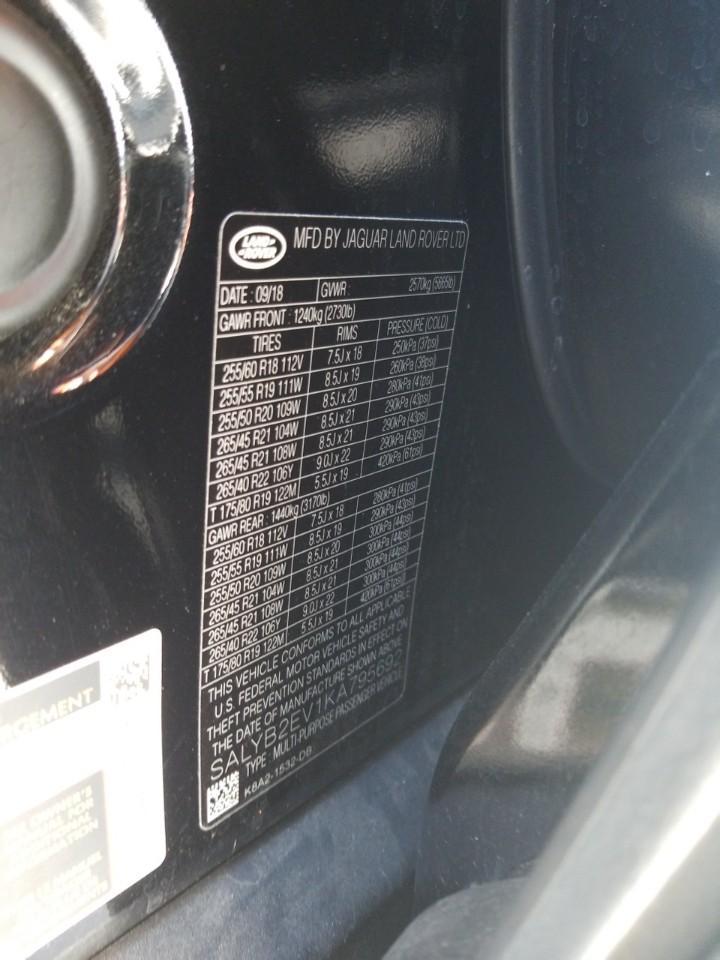 LAND-
-ROVER
MFD BY JAGUAR LAND ROVER LTD
DATE : 09/18 GVWR : 2570kg (5665lb)
GAWR FRONT : 1240kg (2730lb)
TIRES RIMS PRESSURE (COLD)
255/60 R18 112V 7.5J x 18 250kPa (37psi)
255/55 R19 111W 8.5J x 19 260kPa (38psi)
255/50 R20 109W 8.5J x 20 280kPa (41psi)
265/45 R21 104W 8.5J x 21 290kPa (43psi)
265/45 R21 108W 8.5J x 21 290kPa (43psi)
265/40 R22 106Y 9.0J x 22 290kPa (43psi)
T 175/80 R19 122M 5.5J x 19 420kPa (61psi)
GAWR REAR : 1440kg (3170lb)
255/60 R18 112V 7.5J x 18 280kPa (41psi)
255/55 R19 111W 8.5J x 19 290kPa (43psi)
255/50 R20 109W 8.5J x 20 300kPa (44psi)
265/45 R21 104W 8.5J x 21 300kPa (44psi)
265/45 R21 108W 8.5J x 21 300kPa (44psi)
265/40 R22 106Y 9.0J x 22 300kPa (44psi)
T 175/80 R19 122M 5.5J x 19 420kPa (61psi)
THIS VEHICLE CONFORMS TO ALL APPLICABLE
U.S. FEDERAL MOTOR VEHICLE SAFETY AND
THEFT PREVENTION STANDARDS IN EFFECT ON
THE DATE OF MANUFACTURE SHOWN ABOVE
SALYB2EV1KA795692
TYPE : MULTI-PURPOSE PASSENGER VEHICLE
K8A2-1532-DB
OWNER'S
FOR